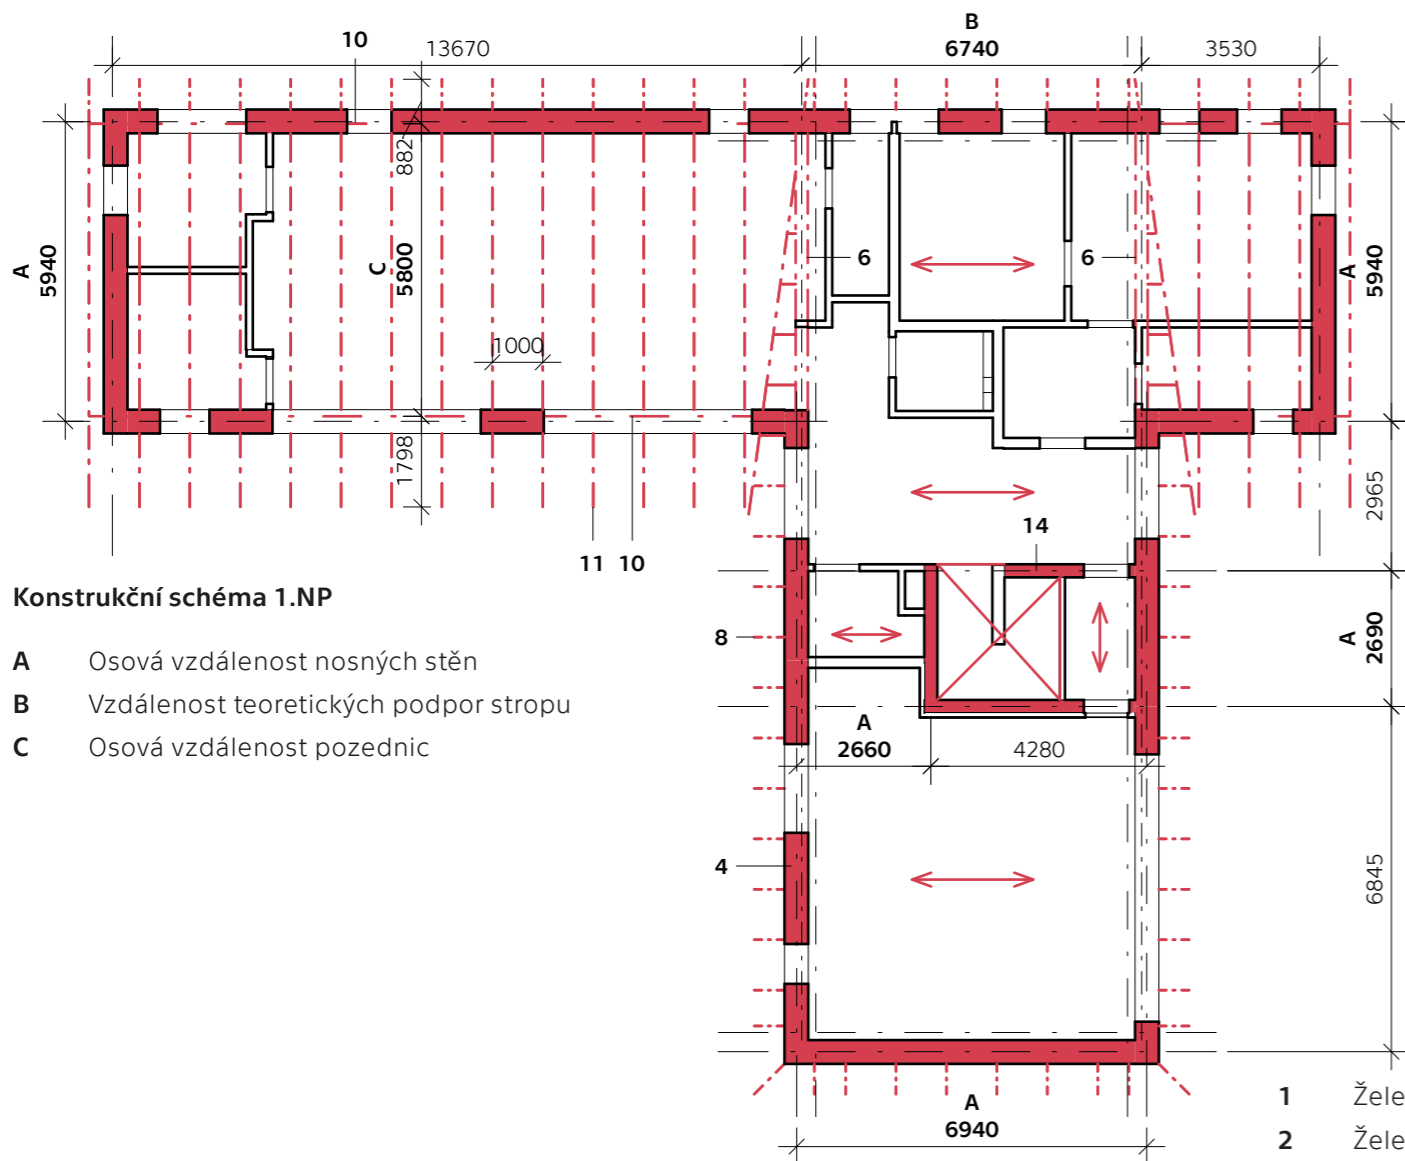 B
10
13670
6740
3530
882
A
5940
C
5800
6
6
A
5940
1000
1798
2965
14
11
10
Konstrukční schéma 1.NP
8
A
2690
A Osová vzdálenost nosných stěn
B Vzdálenost teoretických podpor stropu
C Osová vzdálenost pozednic
A
2660
4280
4
6845
A
6940
1 Žele
2 Žele